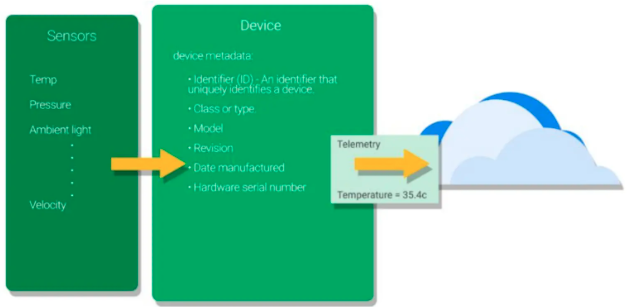 Sensors
Temp
Pressure
Ambient light
Velocity
Device
device metadata:
• Identifier (ID) - An identifier that
uniquely identifies a device.
• Class or type
• Model
• Revision
• Date manufactured
• Hardware serial number
Telemetry
Temperature = 35.4c